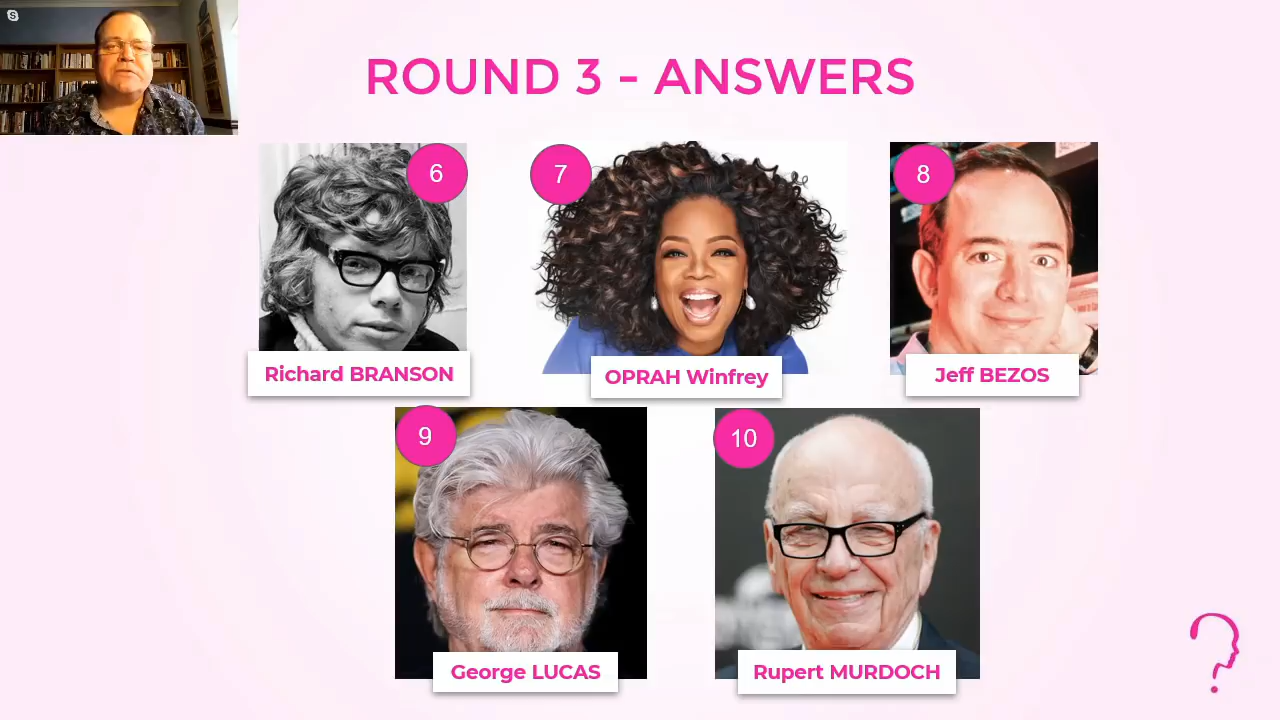 ROUND 3 - ANSWERS
6
7
8
Richard BRANSON
OPRAH Winfrey
Jeff BEZOS
9
10
George LUCAS
Rupert MURDOCH